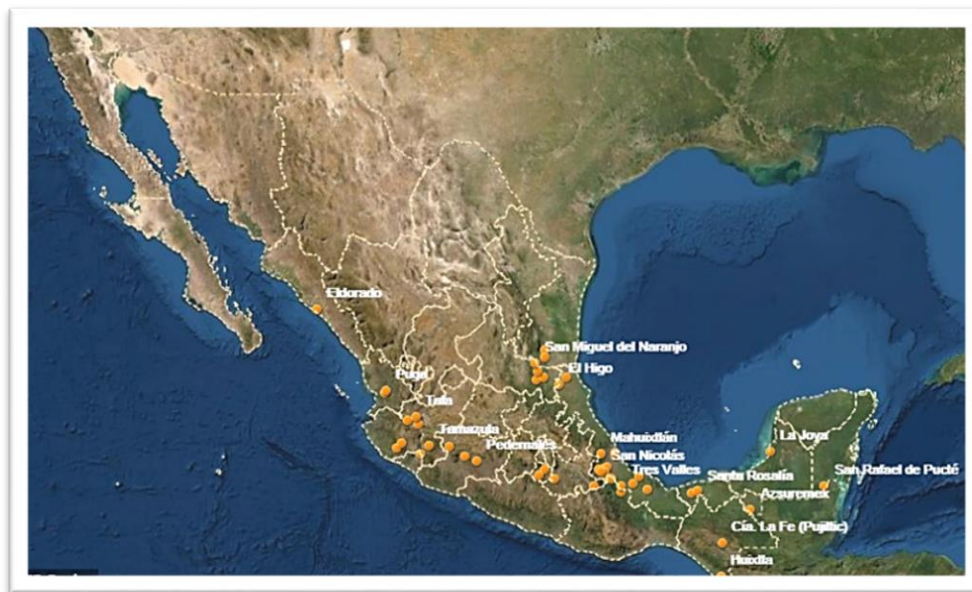 Eldorado
San Miguel del Naranjo
El Higo
Puga
Tala
Tamazula
Pedernales
Mahuixtlán
San Nicolás
Tres Valles
Santa Rosalía
La Joya
San Rafael de Pucté
Azsuremex
Cía. La Fe (Pujiltic)
Huixtla